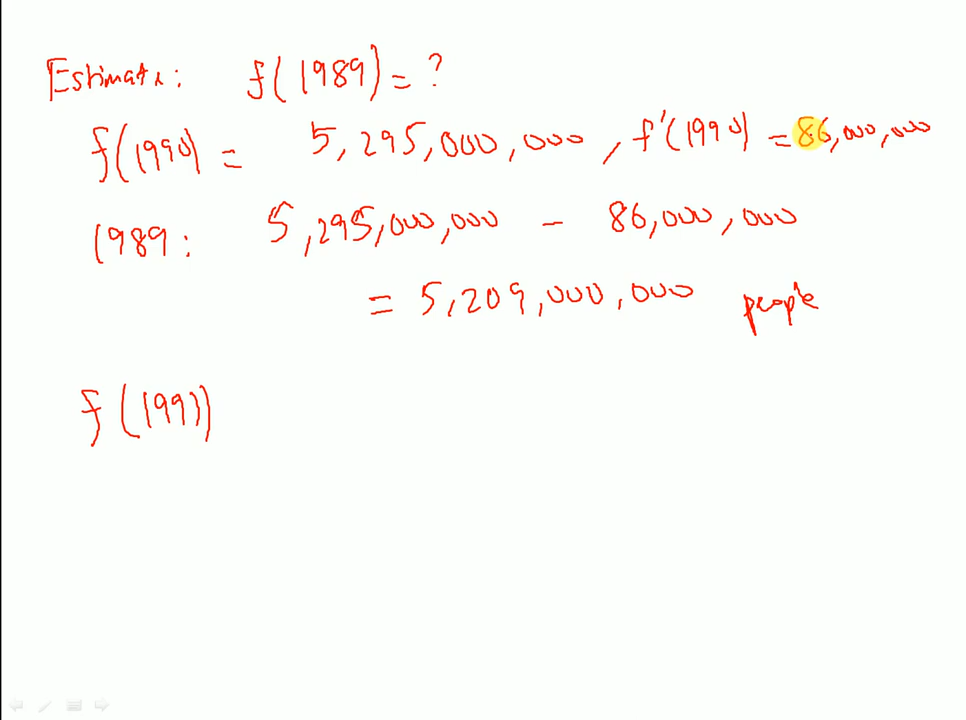 Estimate: f(1989) = ?
f(1990) = 5,295,000,000 , f'(1990) = 86,000,000
1989: 5,295,000,000 - 86,000,000
= 5,209,000,000 people
f(1991)